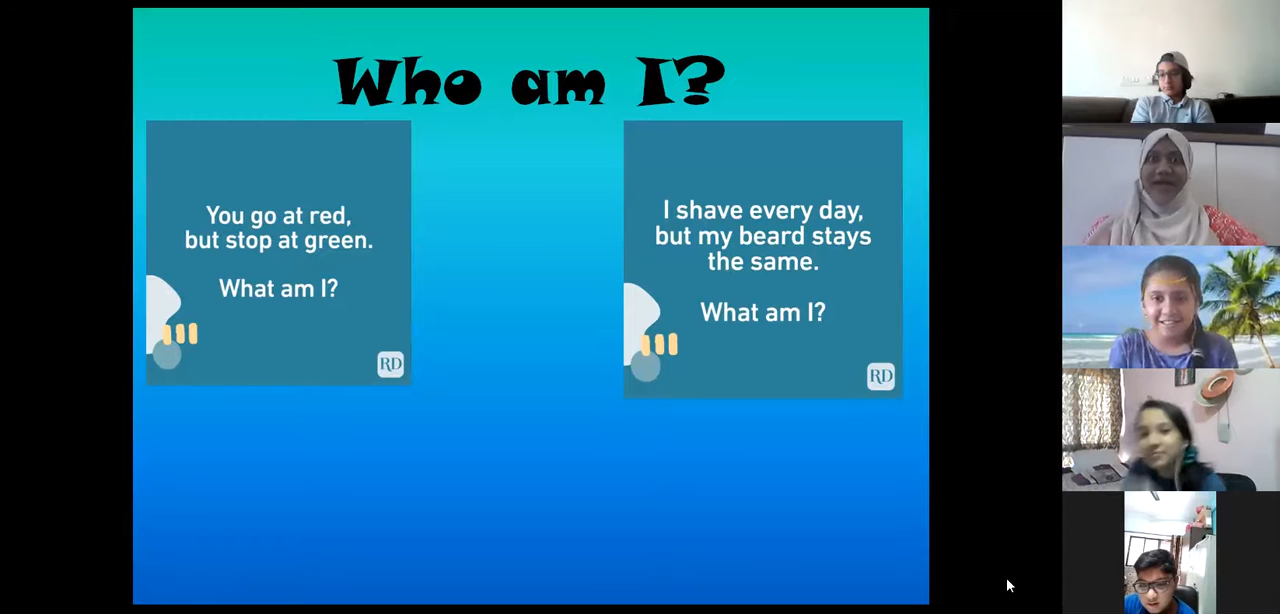 Who am I?
You go at red,
but stop at green.
What am I?
RD
I shave every day,
but my beard stays
the same.
What am I?
RD